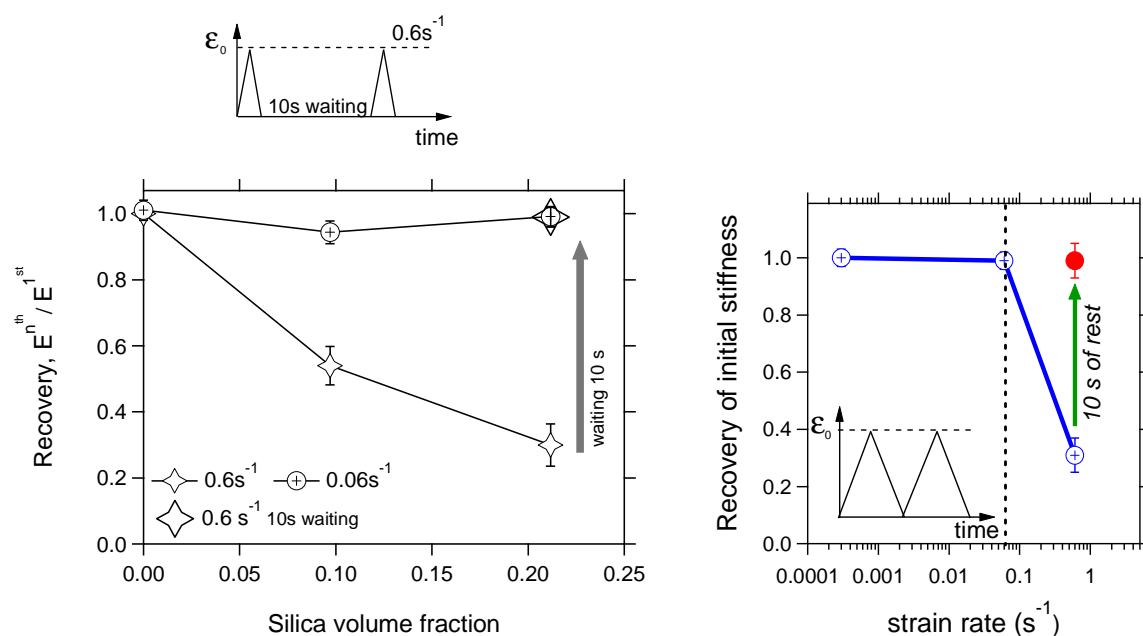 ε₀
0.6s⁻¹
10s waiting
time
Recovery, E^{n^{th}} / E^{1^{st}}
1.0
0.8
0.6
0.4
0.2
0.0
waiting 10 s
0.6s⁻¹
0.06s⁻¹
0.6 s⁻¹ 10s waiting
0.00
0.05
0.10
0.15
0.20
0.25
Silica volume fraction
Recovery of initial stiffness
1.0
0.8
0.6
0.4
0.2
0.0
10 s of rest
ε₀
time
0.0001
0.001
0.01
0.1
1
strain rate (s⁻¹)